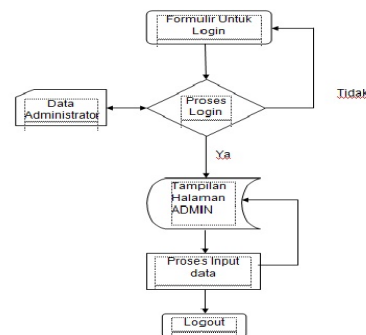 Formulir Untuk
Login
Data
Administrator
Proses
Login
Tidak
Ya
Tampilan
Halaman
ADMIN
Proses Input
data
Logout